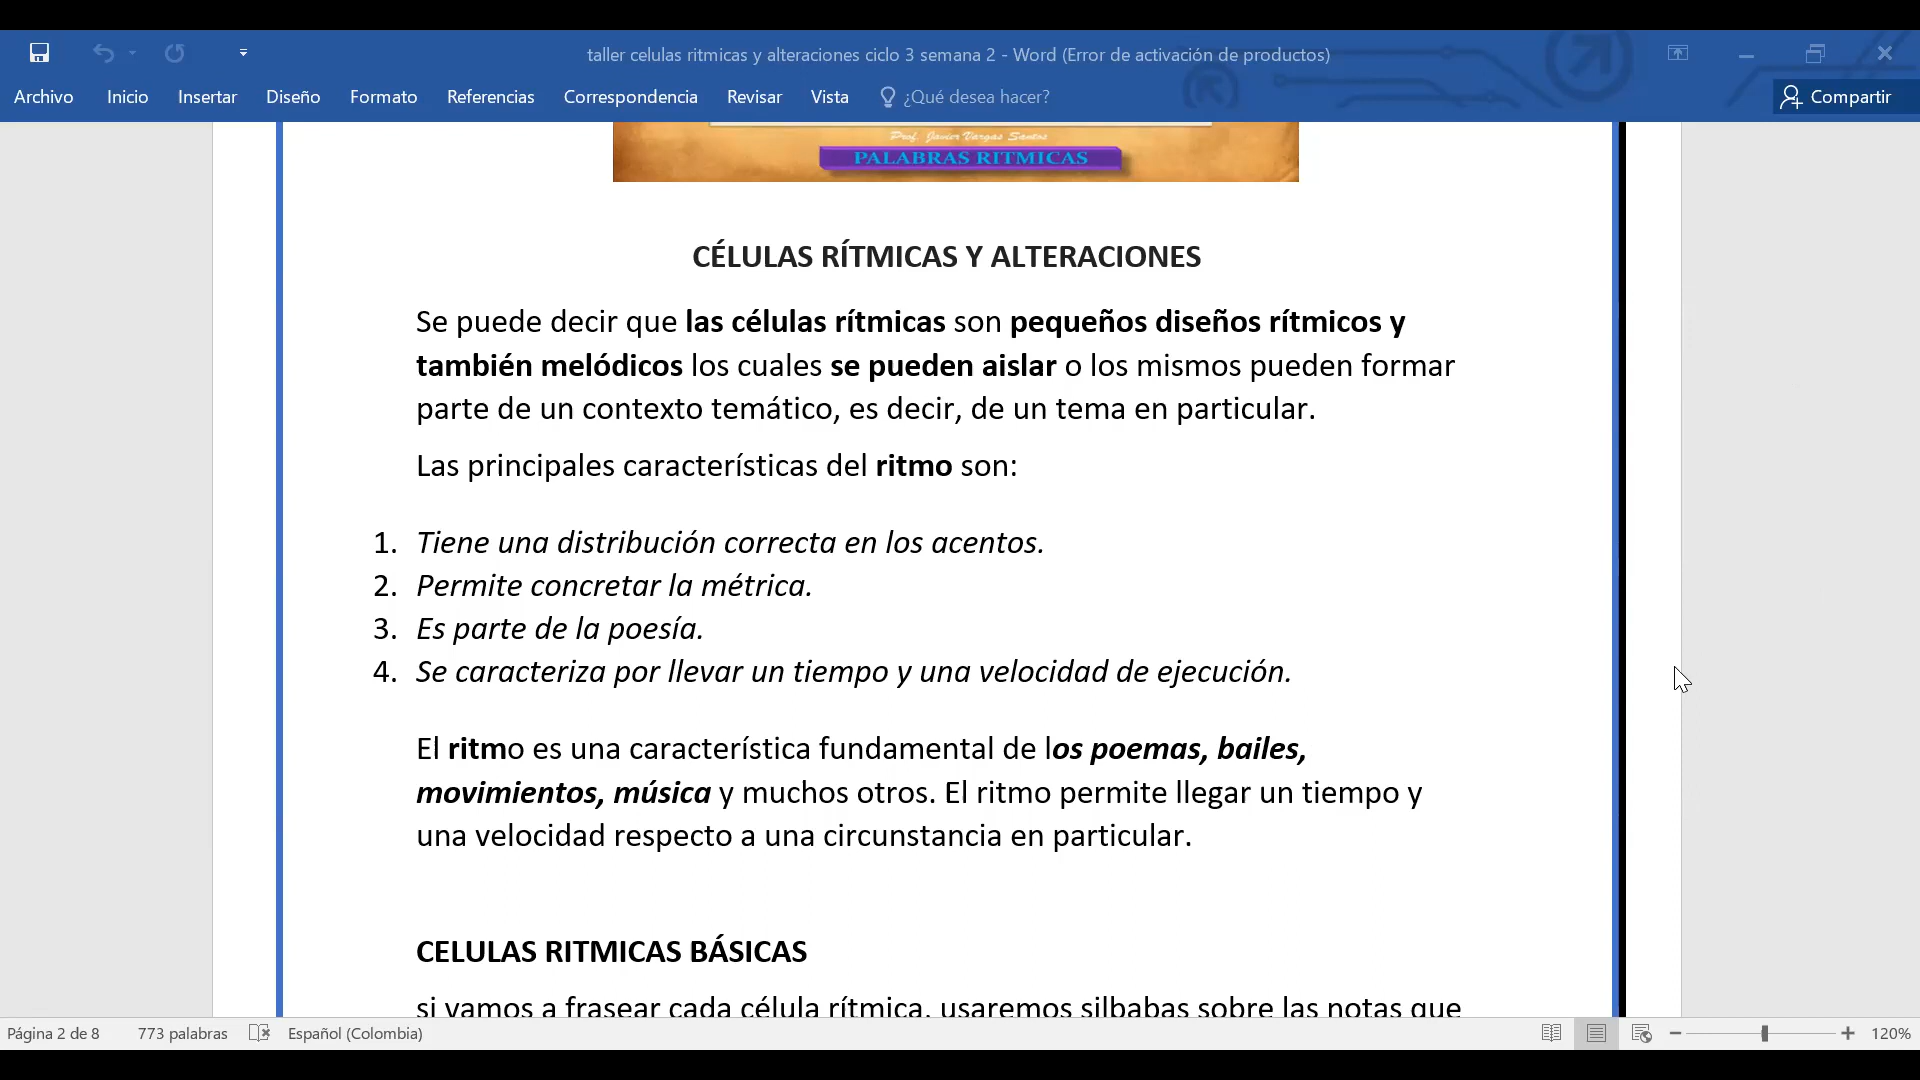 taller celulas ritmicas y alteraciones ciclo 3 semana 2 - Word (Error de activación de productos)
Archivo Inicio Insertar Diseño Formato Referencias Correspondencia Revisar Vista ¿Qué desea hacer? Compartir
Prof. Javier Vargas Santos
PALABRAS RITMICAS
CÉLULAS RÍTMICAS Y ALTERACIONES
Se puede decir que las células rítmicas son pequeños diseños rítmicos y
también melódicos los cuales se pueden aislar o los mismos pueden formar
parte de un contexto temático, es decir, de un tema en particular.
Las principales características del ritmo son:
1. Tiene una distribución correcta en los acentos.
2. Permite concretar la métrica.
3. Es parte de la poesía.
4. Se caracteriza por llevar un tiempo y una velocidad de ejecución.
El ritmo es una característica fundamental de los poemas, bailes,
movimientos, música y muchos otros. El ritmo permite llegar un tiempo y
una velocidad respecto a una circunstancia en particular.
CELULAS RITMICAS BÁSICAS
si vamos a frasear cada célula rítmica, usaremos silbabas sobre las notas que
Página 2 de 8 773 palabras Español (Colombia) 120%